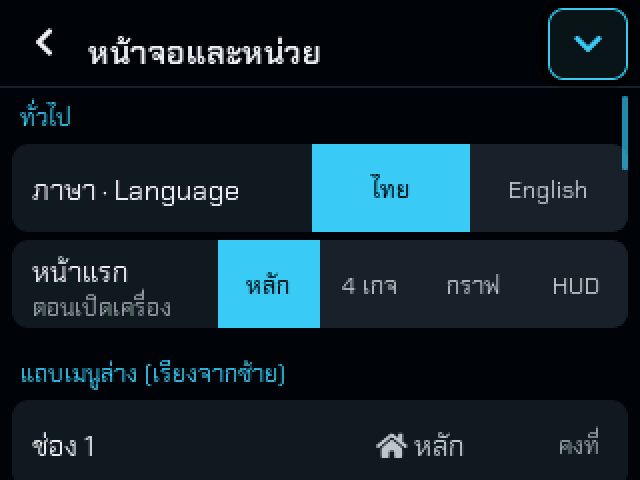 หน้าจอและหน่วย
ทั่วไป
ภาษา · Language ไทย English
หน้าแรก
ตอนเปิดเครื่อง
หลัก 4 เกจ กราฟ HUD
แถบเมนูล่าง (เรียงจากซ้าย)
ช่อง 1 หลัก คงที่